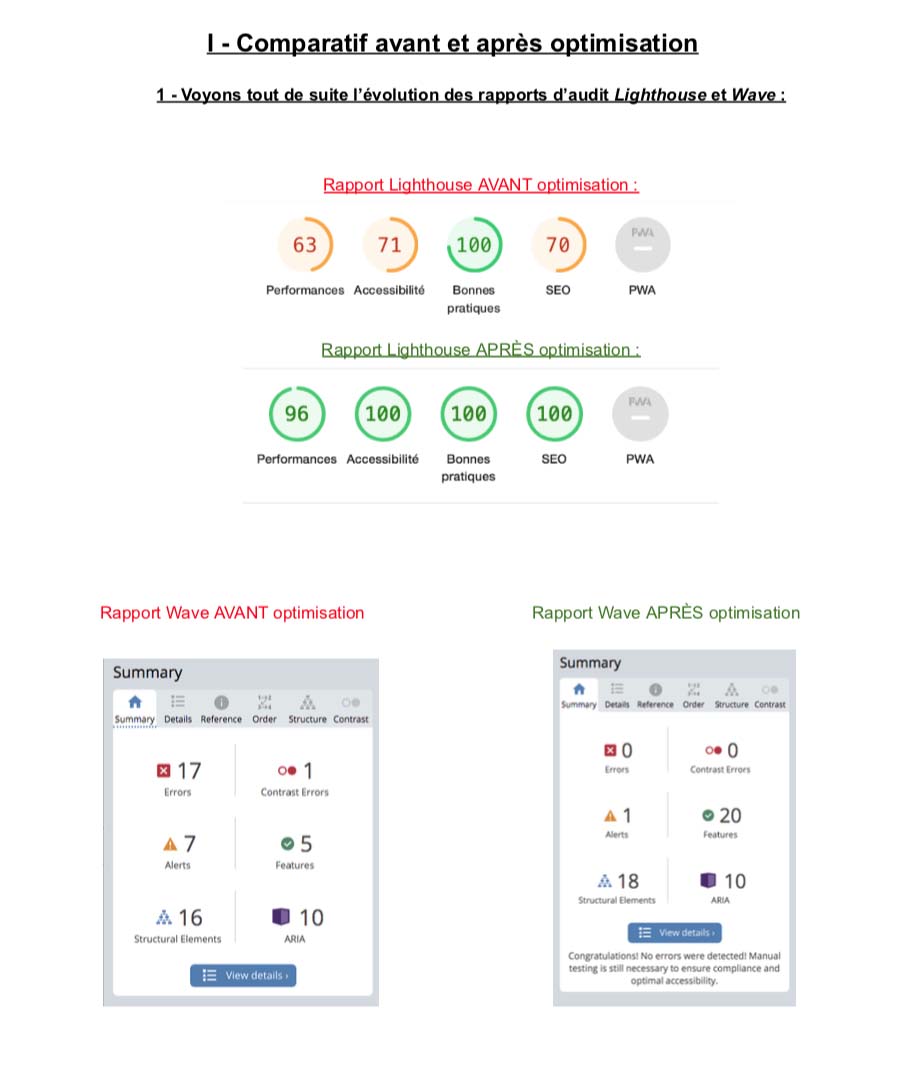 I - Comparatif avant et après optimisation
1 - Voyons tout de suite l'évolution des rapports d'audit Lighthouse et Wave :
Rapport Lighthouse AVANT optimisation :
63 71 100 70 PWA
Performances Accessibilité Bonnes pratiques SEO PWA
Rapport Lighthouse APRÈS optimisation :
96 100 100 100 PWA
Performances Accessibilité Bonnes pratiques SEO PWA
Rapport Wave AVANT optimisation
Summary
Summary Details Reference Order Structure Contrast
17 1
Errors Contrast Errors
7 5
Alerts Features
16 10
Structural Elements ARIA
View details ›
Rapport Wave APRÈS optimisation
Summary
Summary Details Reference Order Structure Contrast
0 0
Errors Contrast Errors
1 20
Alerts Features
18 10
Structural Elements ARIA
View details ›
Congratulations! No errors were detected! Manual
testing is still necessary to ensure compliance and
optimal accessibility.